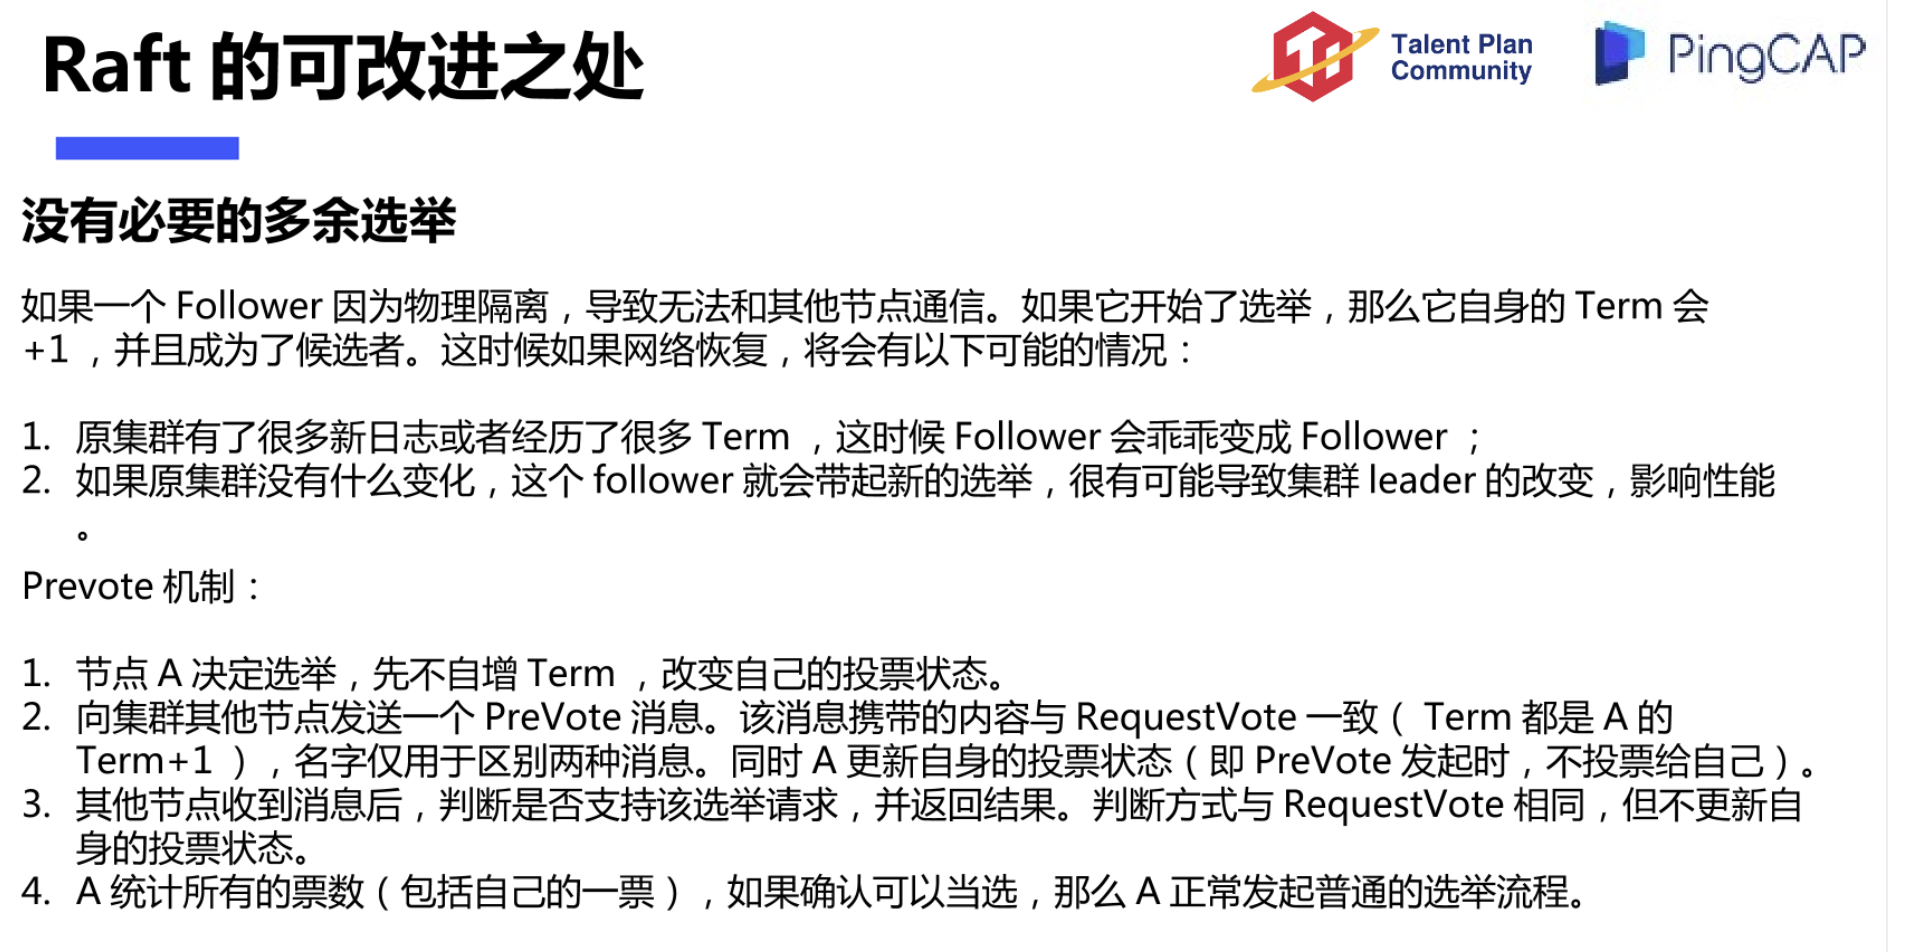 Raft 的可改进之处
Talent Plan
Community
PingCAP
没有必要的多余选举
如果一个 Follower 因为物理隔离，导致无法和其他节点通信。如果它开始了选举，那么它自身的 Term 会
+1 ，并且成为了候选者。这时候如果网络恢复，将会有以下可能的情况：
1. 原集群有了很多新日志或者经历了很多 Term ，这时候 Follower 会乖乖变成 Follower ；
2. 如果原集群没有什么变化，这个 follower 就会带起新的选举，很有可能导致集群 leader 的改变，影响性能
。
Prevote 机制：
1. 节点 A 决定选举，先不自增 Term ，改变自己的投票状态。
2. 向集群其他节点发送一个 PreVote 消息。该消息携带的内容与 RequestVote 一致（ Term 都是 A 的
Term+1 ），名字仅用于区别两种消息。同时 A 更新自身的投票状态（即 PreVote 发起时，不投票给自己）。
3. 其他节点收到消息后，判断是否支持该选举请求，并返回结果。判断方式与 RequestVote 相同，但不更新自
身的投票状态。
4. A 统计所有的票数（包括自己的一票），如果确认可以当选，那么 A 正常发起普通的选举流程。